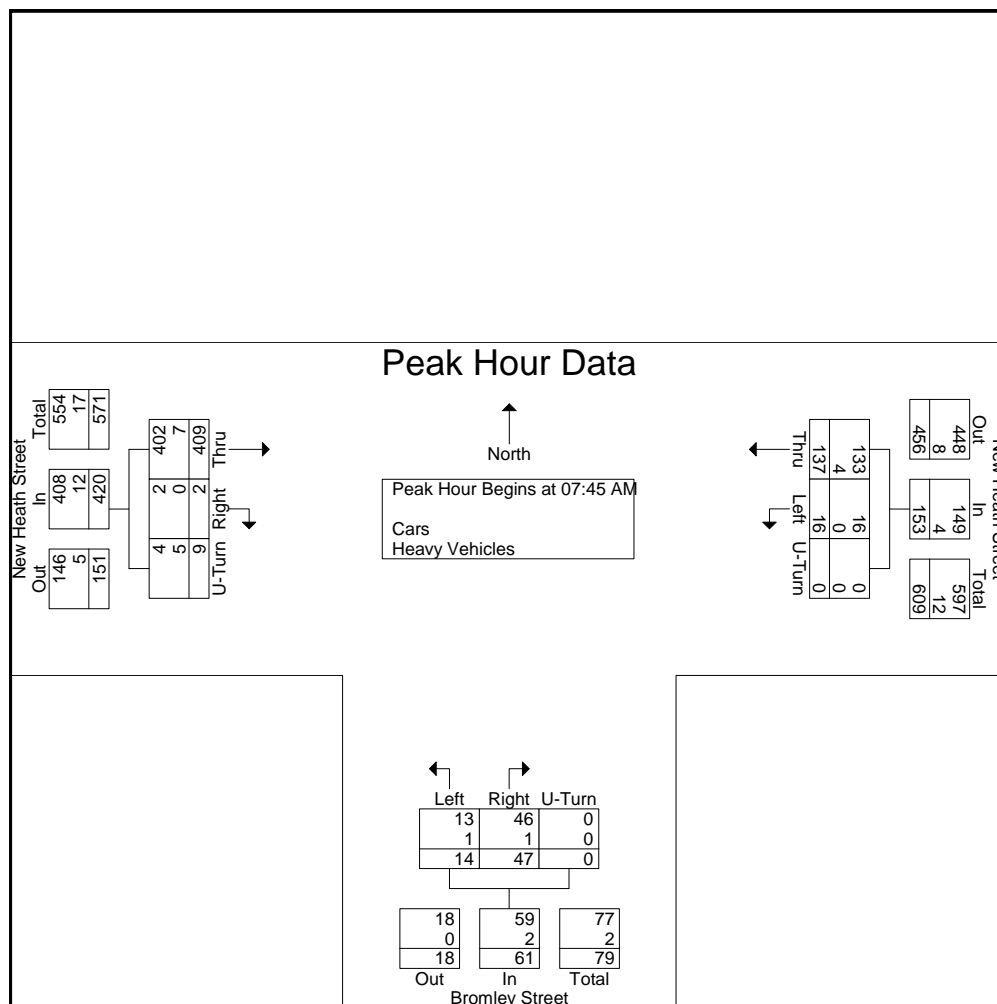 Peak Hour Data
North
Peak Hour Begins at 07:45 AM
Cars
Heavy Vehicles
New Heath Street
Total In Out
554 408 146
17 12 5
571 420 151
402 2 4
7 0 5
409 2 9
Thru Right U-Turn
Thru Left U-Turn
137 16 0
4 0 0
133 16 0
456 153 609
8 4 12
448 149 597
Out In Total
New Heath Street
Left Right U-Turn
13 46 0
1 1 0
14 47 0
18 59 77
0 2 2
18 61 79
Out In Total
Bromley Street